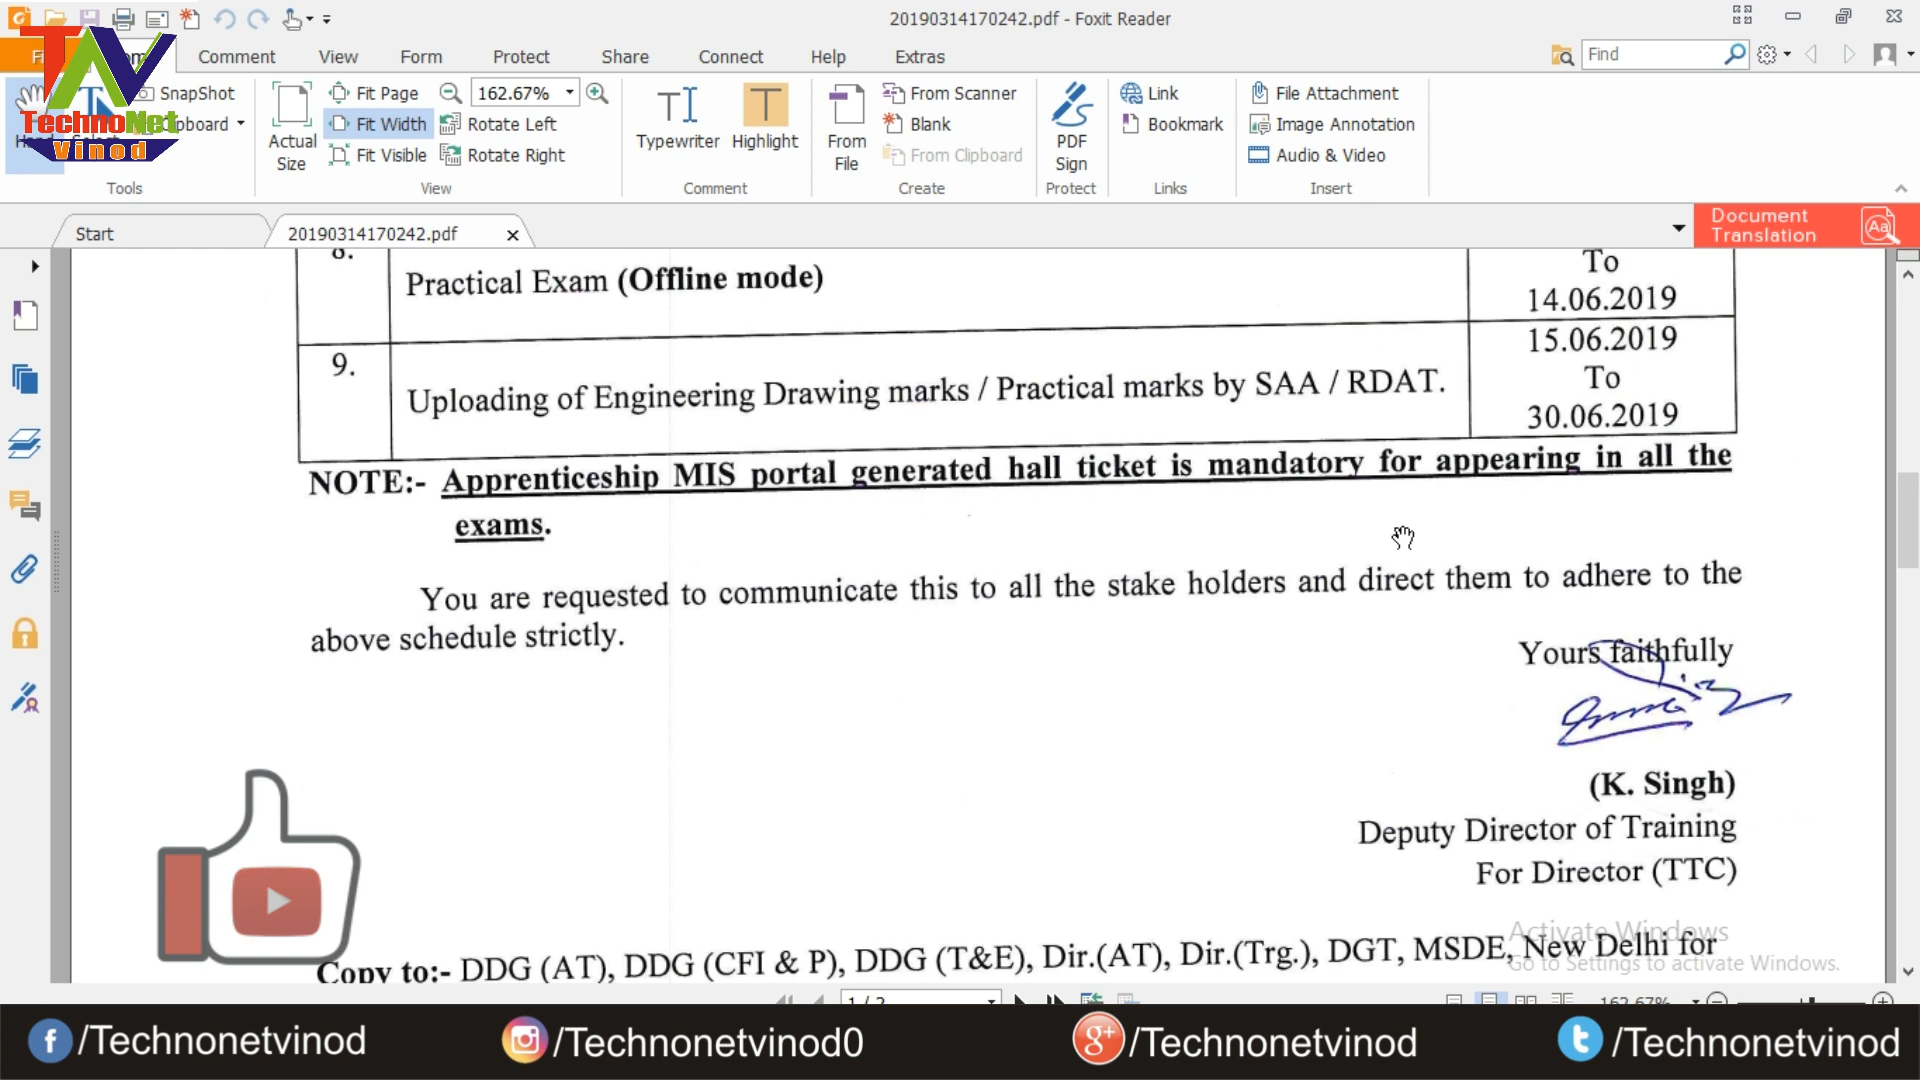 20190314170242.pdf - Foxit Reader
Comment View Form Protect Share Connect Help Extras
Find
TechnoNet
Vinod
SnapShot
Actual Size
Fit Page
Fit Width
Fit Visible
162.67%
Rotate Left
Rotate Right
Typewriter
Highlight
From File
From Scanner
Blank
From Clipboard
PDF Sign
Link
Bookmark
File Attachment
Image Annotation
Audio & Video
Tools View Comment Create Protect Links Insert
Start
20190314170242.pdf
Document
Translation
8.
Practical Exam (Offline mode)
To
14.06.2019
9.
Uploading of Engineering Drawing marks / Practical marks by SAA / RDAT.
15.06.2019
To
30.06.2019
NOTE:- Apprenticeship MIS portal generated hall ticket is mandatory for appearing in all the
exams.
You are requested to communicate this to all the stake holders and direct them to adhere to the
above schedule strictly.
Yours faithfully
(K. Singh)
Deputy Director of Training
For Director (TTC)
Activate Windows
Go to Settings to activate Windows.
Copy to:- DDG (AT), DDG (CFI & P), DDG (T&E), Dir.(AT), Dir.(Trg.), DGT, MSDE, New Delhi for
162.67%
/Technonetvinod
/Technonetvinod0
/Technonetvinod
/Technonetvinod